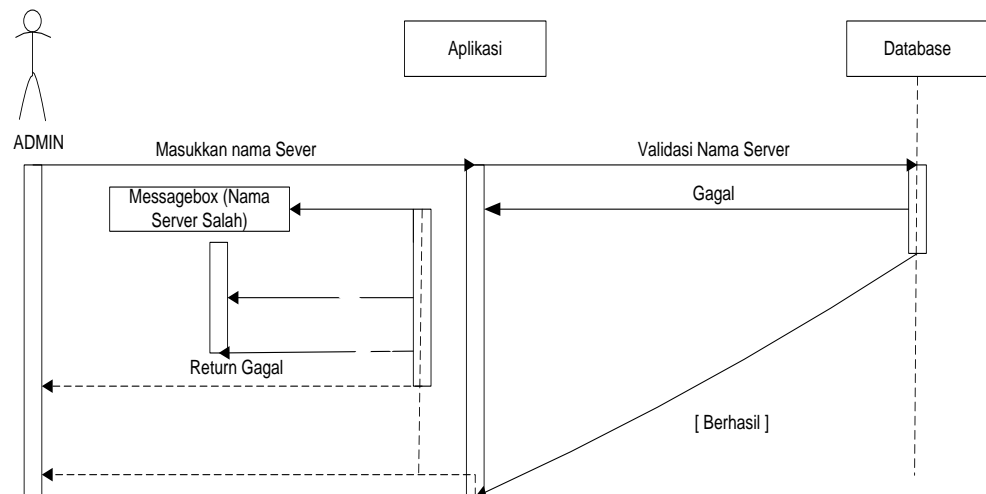 Aplikasi
Database
ADMIN
Masukkan nama Sever
Validasi Nama Server
Messagebox (Nama
Server Salah)
Gagal
Return Gagal
[ Berhasil ]